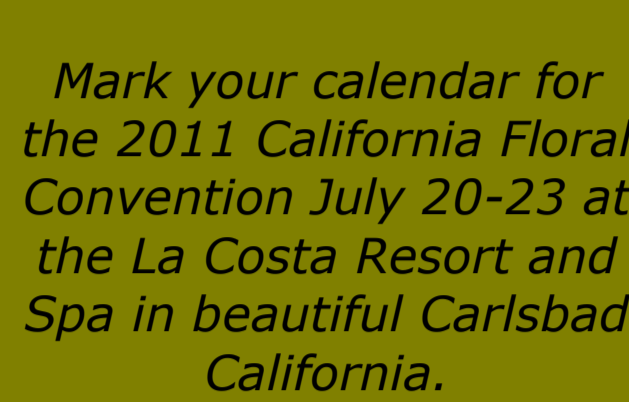 Mark your calendar for
the 2011 California Floral
Convention July 20-23 at
the La Costa Resort and
Spa in beautiful Carlsbad
California.